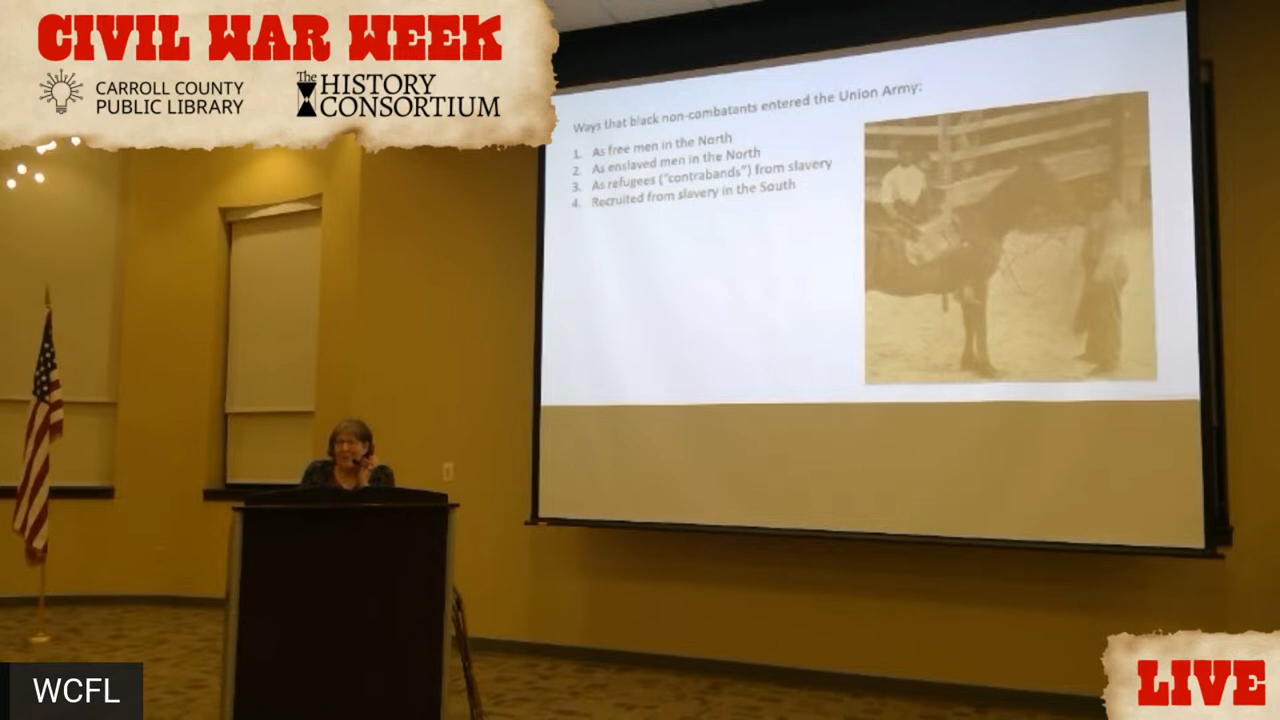 CIVIL WAR WEEK
CARROLL COUNTY
PUBLIC LIBRARY
The
HISTORY
CONSORTIUM
Ways that black non-combatants entered the Union Army:
1. As free men in the North
2. As enslaved men in the North
3. As refugees ("contrabands") from slavery
4. Recruited from slavery in the South
WCFL
LIVE